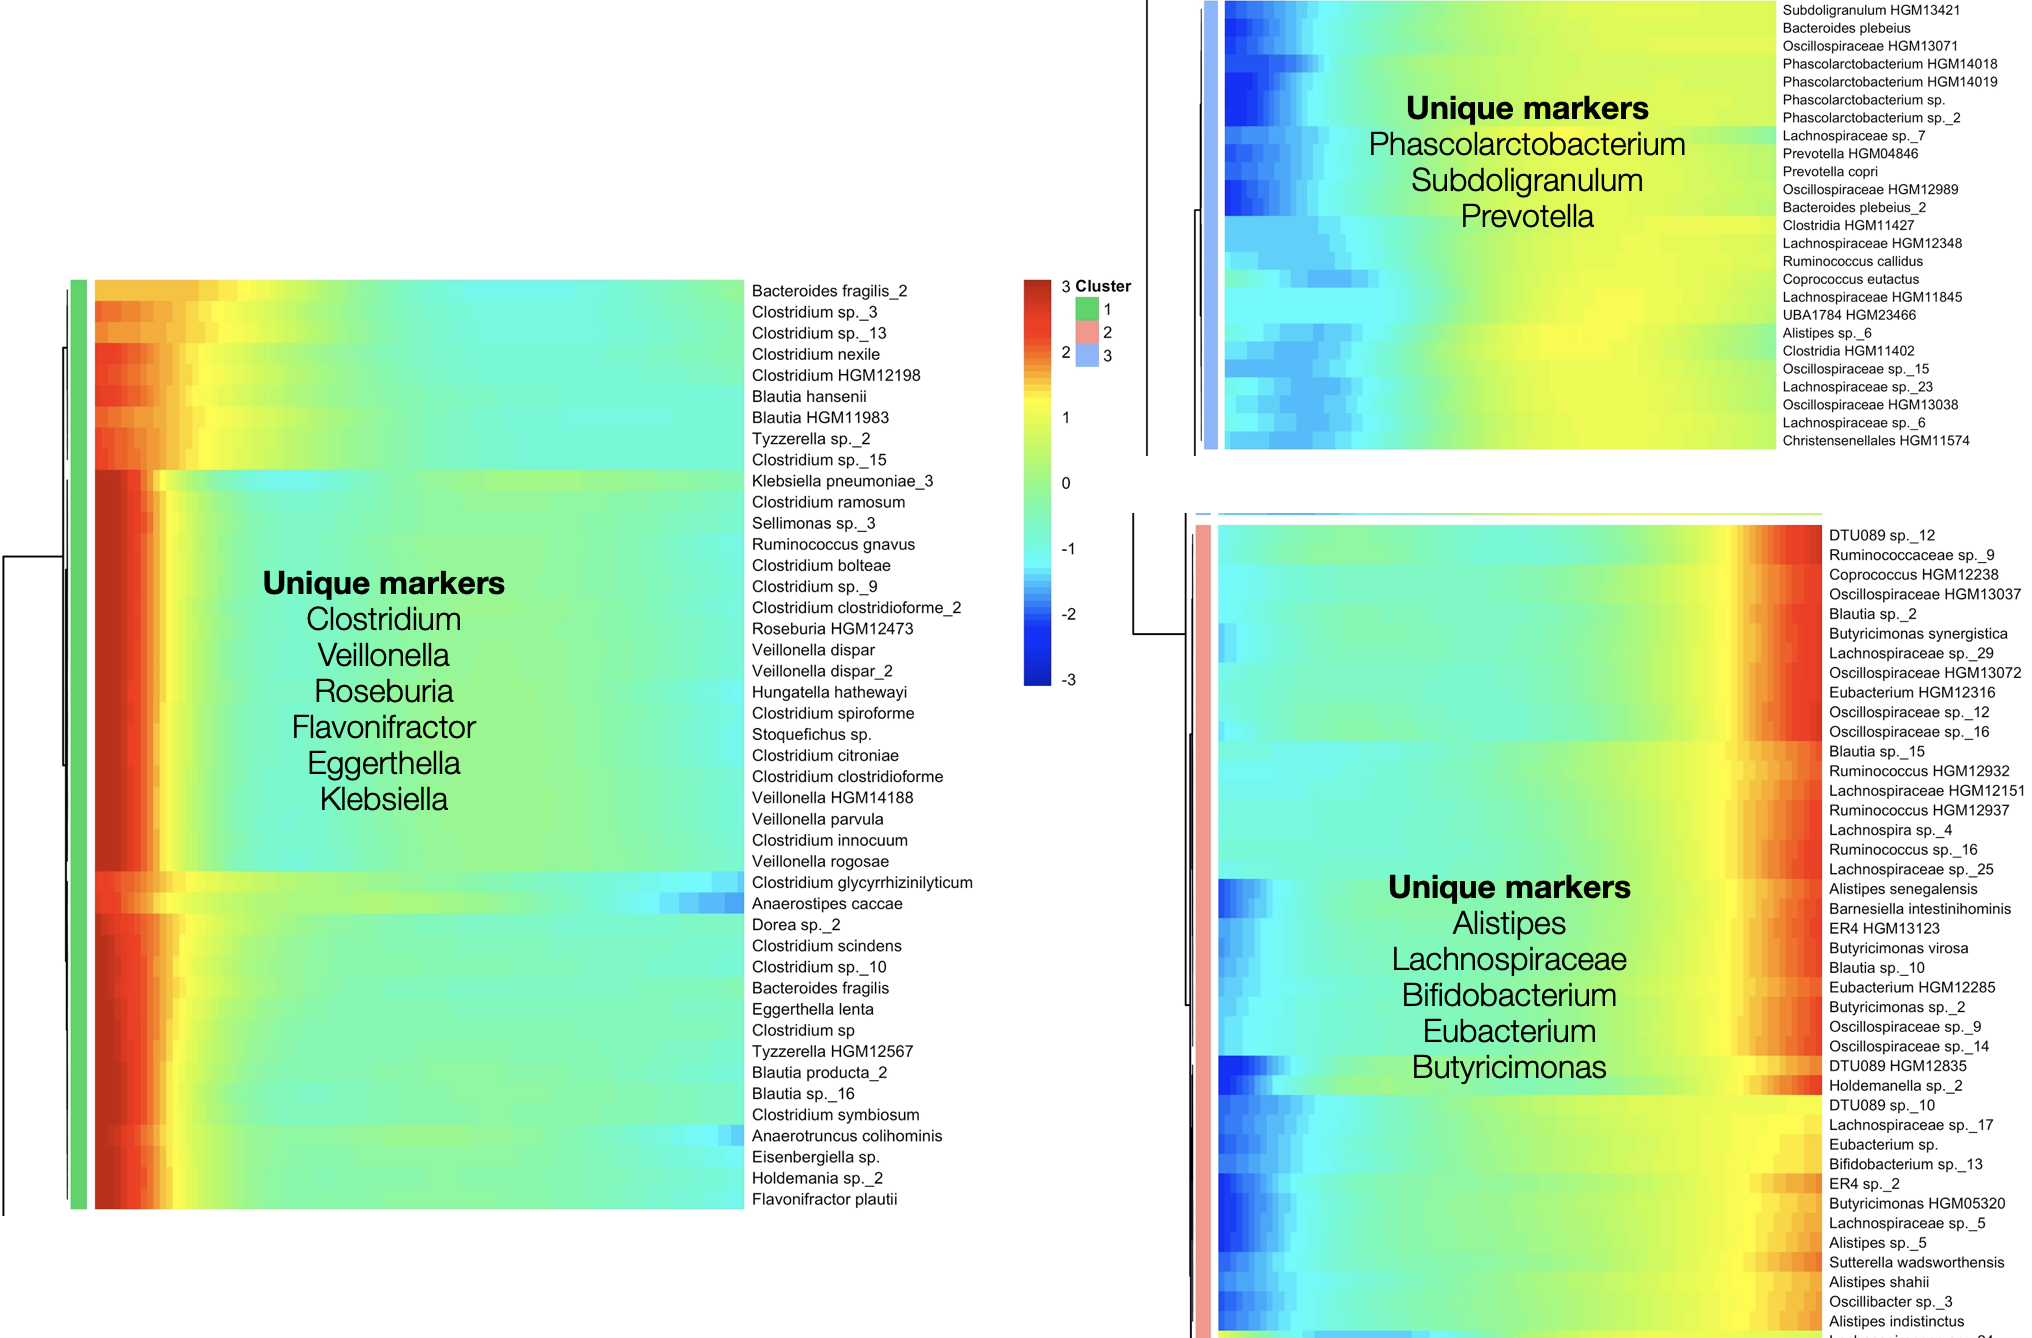 Bacteroides fragilis_2
Clostridium sp._3
Clostridium sp._13
Clostridium nexile
Clostridium HGM12198
Blautia hansenii
Blautia HGM11983
Tyzzerella sp._2
Clostridium sp._15
Klebsiella pneumoniae_3
Clostridium ramosum
Sellimonas sp._3
Ruminococcus gnavus
Clostridium bolteae
Clostridium sp._9
Clostridium clostridioforme_2
Roseburia HGM12473
Veillonella dispar
Veillonella dispar_2
Hungatella hathewayi
Clostridium spiroforme
Stoquefichus sp.
Clostridium citroniae
Clostridium clostridioforme
Veillonella HGM14188
Veillonella parvula
Clostridium innocuum
Veillonella rogosae
Clostridium glycyrrhizinilyticum
Anaerostipes caccae
Dorea sp._2
Clostridium scindens
Clostridium sp._10
Bacteroides fragilis
Eggerthella lenta
Clostridium sp
Tyzzerella HGM12567
Blautia producta_2
Blautia sp._16
Clostridium symbiosum
Anaerotruncus colihominis
Eisenbergiella sp.
Holdemania sp._2
Flavonifractor plautii
Unique markers
Clostridium
Veillonella
Roseburia
Flavonifractor
Eggerthella
Klebsiella
3
2
1
0
-1
-2
-3
Cluster
1
2
3
Subdoligranulum HGM13421
Bacteroides plebeius
Oscillospiraceae HGM13071
Phascolarctobacterium HGM14018
Phascolarctobacterium HGM14019
Phascolarctobacterium sp.
Phascolarctobacterium sp._2
Lachnospiraceae sp._7
Prevotella HGM04846
Prevotella copri
Oscillospiraceae HGM12989
Bacteroides plebeius_2
Clostridia HGM11427
Lachnospiraceae HGM12348
Ruminococcus callidus
Coprococcus eutactus
Lachnospiraceae HGM11845
UBA1784 HGM23466
Alistipes sp._6
Clostridia HGM11402
Oscillospiraceae sp._15
Lachnospiraceae sp._23
Oscillospiraceae HGM13038
Lachnospiraceae sp._6
Christensenellales HGM11574
Unique markers
Phascolarctobacterium
Subdoligranulum
Prevotella
DTU089 sp._12
Ruminococcaceae sp._9
Coprococcus HGM12238
Oscillospiraceae HGM13037
Blautia sp._2
Butyricimonas synergistica
Lachnospiraceae sp._29
Oscillospiraceae HGM13072
Eubacterium HGM12316
Oscillospiraceae sp._12
Oscillospiraceae sp._16
Blautia sp._15
Ruminococcus HGM12932
Lachnospiraceae HGM12151
Ruminococcus HGM12937
Lachnospira sp._4
Ruminococcus sp._16
Lachnospiraceae sp._25
Alistipes senegalensis
Barnesiella intestinihominis
ER4 HGM13123
Butyricimonas virosa
Blautia sp._10
Eubacterium HGM12285
Butyricimonas sp._2
Oscillospiraceae sp._9
Oscillospiraceae sp._14
DTU089 HGM12835
Holdemanella sp._2
DTU089 sp._10
Lachnospiraceae sp._17
Eubacterium sp.
Bifidobacterium sp._13
ER4 sp._2
Butyricimonas HGM05320
Lachnospiraceae sp._5
Alistipes sp._5
Sutterella wadsworthensis
Alistipes shahii
Oscillibacter sp._3
Alistipes indistinctus
Unique markers
Alistipes
Lachnospiraceae
Bifidobacterium
Eubacterium
Butyricimonas